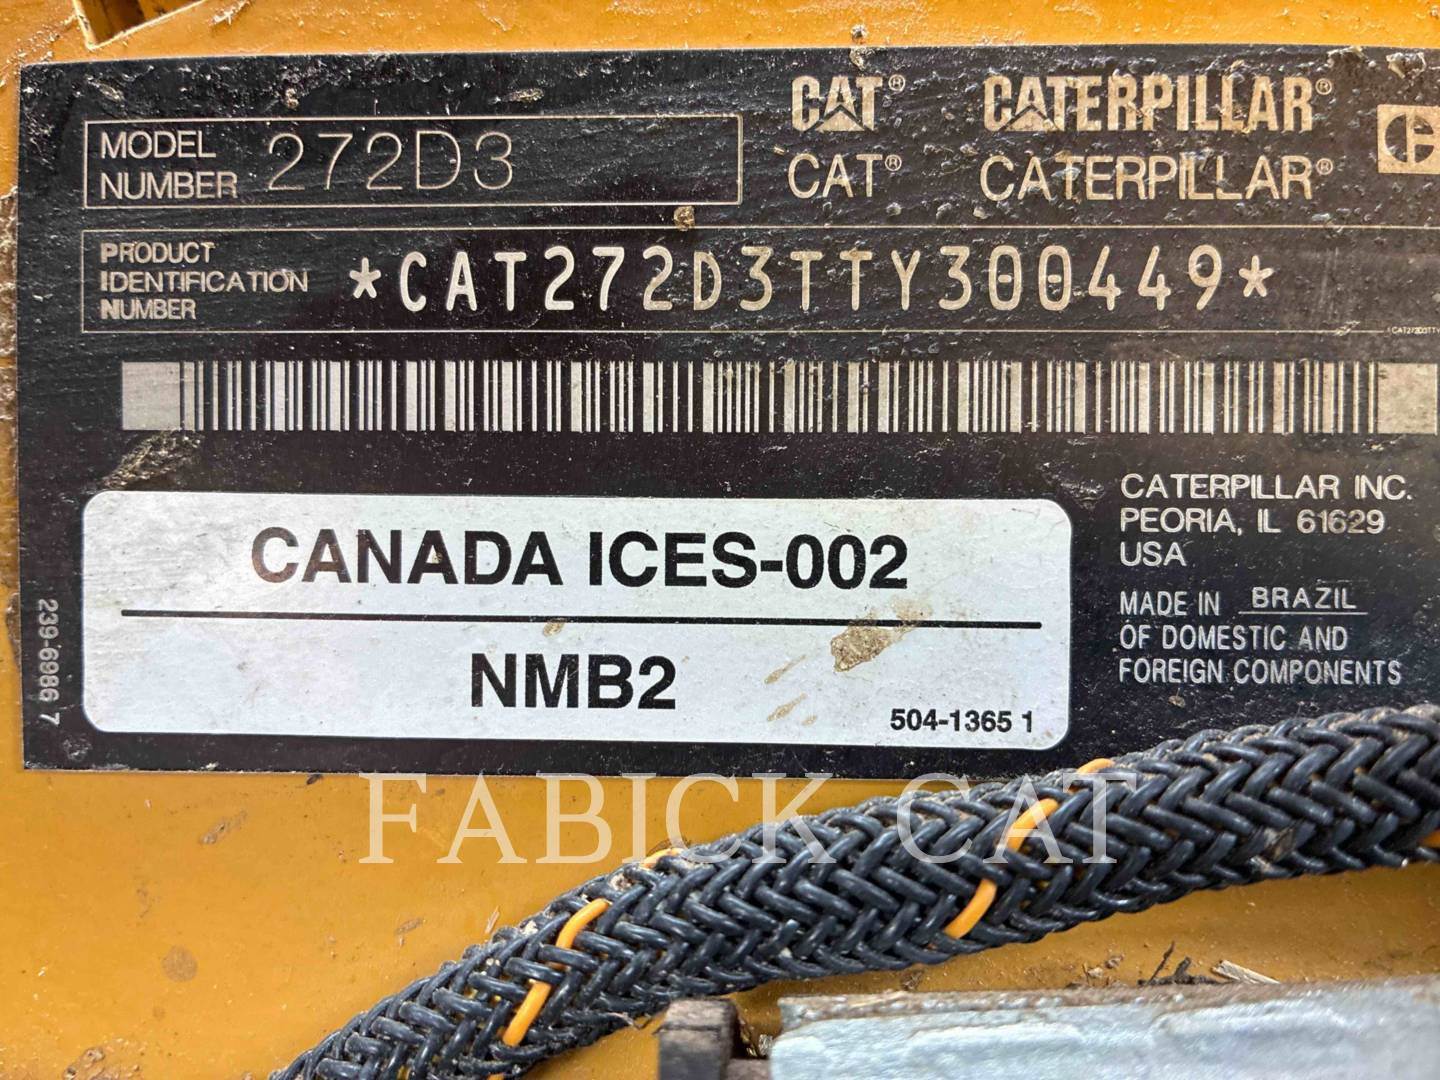 MODEL NUMBER 272D3
CAT® CATERPILLAR®
CAT® CATERPILLAR®
PRODUCT
IDENTIFICATION
NUMBER
*CAT272D3TTY300449*
CATERPILLAR INC.
PEORIA, IL 61629
USA
MADE IN BRAZIL
OF DOMESTIC AND
FOREIGN COMPONENTS
CANADA ICES-002
NMB2
504-1365 1
239-6986 7
FABICK CAT